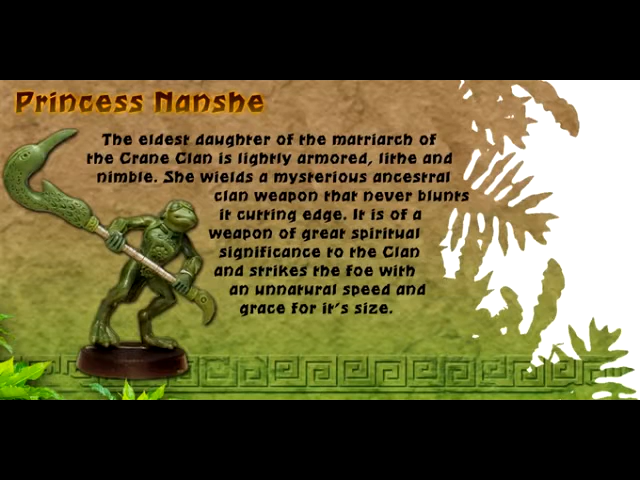 Princess Nanshe
The eldest daughter of the matriarch of
the Crane Clan is lightly armored, lithe and
nimble. She wields a mysterious ancestral
clan weapon that never blunts
it cutting edge. It is of a
weapon of great spiritual
significance to the Clan
and strikes the foe with
an unnatural speed and
grace for it's size.